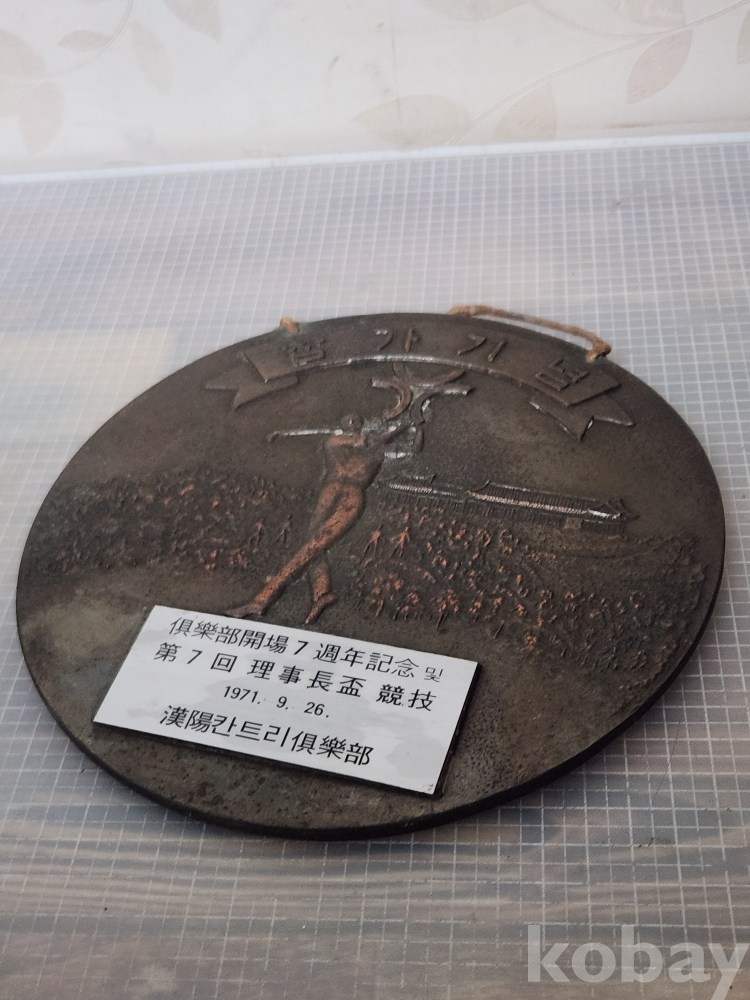 참가기념
俱樂部開場7週年記念 및
第7回 理事長盃 競技
1971. 9. 26.
漢陽칸트리俱樂部
kobay